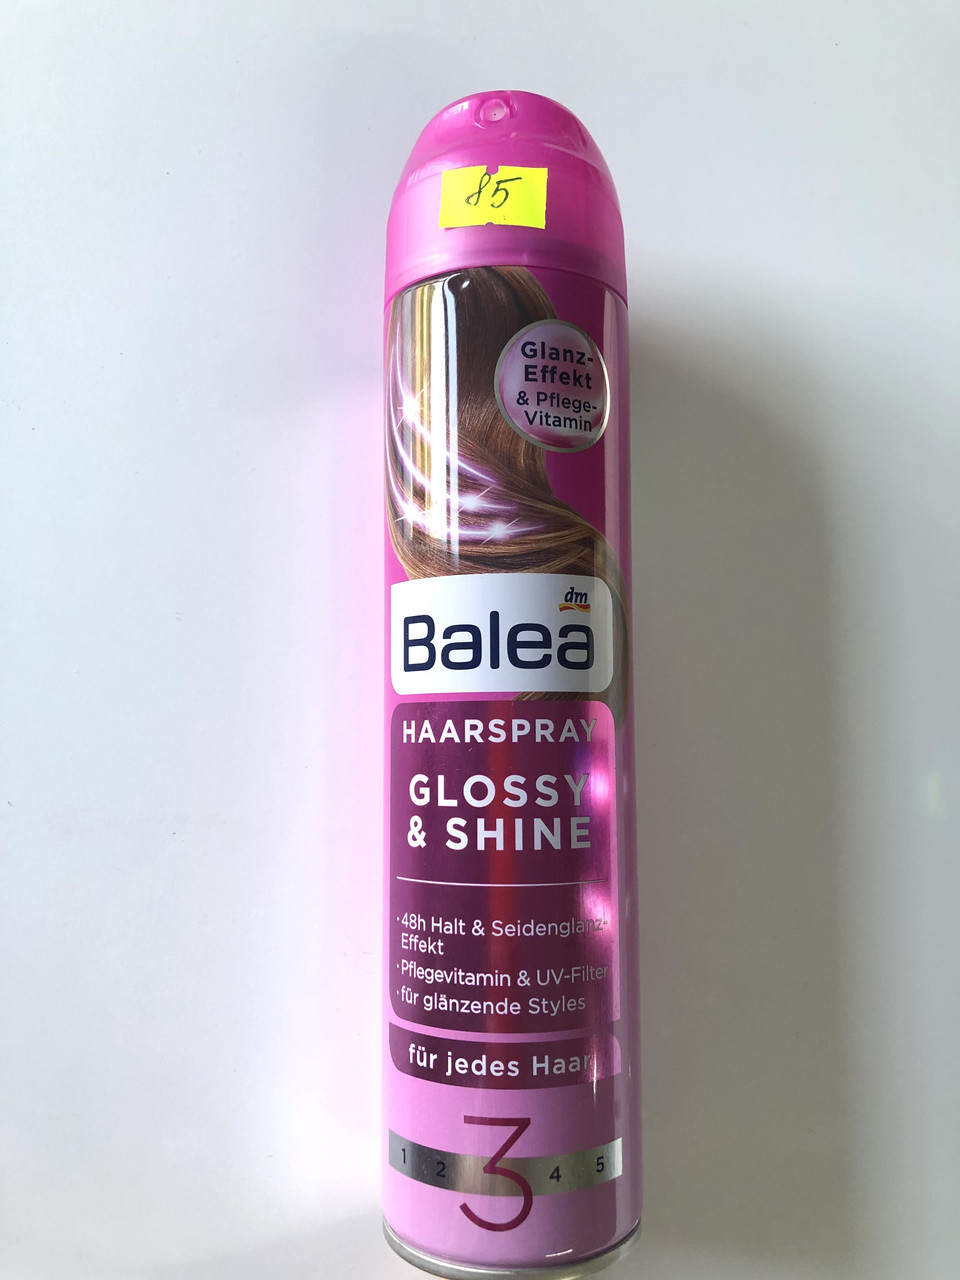 85
Glanz-
Effekt
& Pflege-
Vitamin
dm
Balea
HAARSPRAY
GLOSSY
& SHINE
· 48h Halt & Seidenglanz-
Effekt
· Pflegevitamin & UV-Filter
· für glänzende Styles
für jedes Haar
1 2 3 4 5